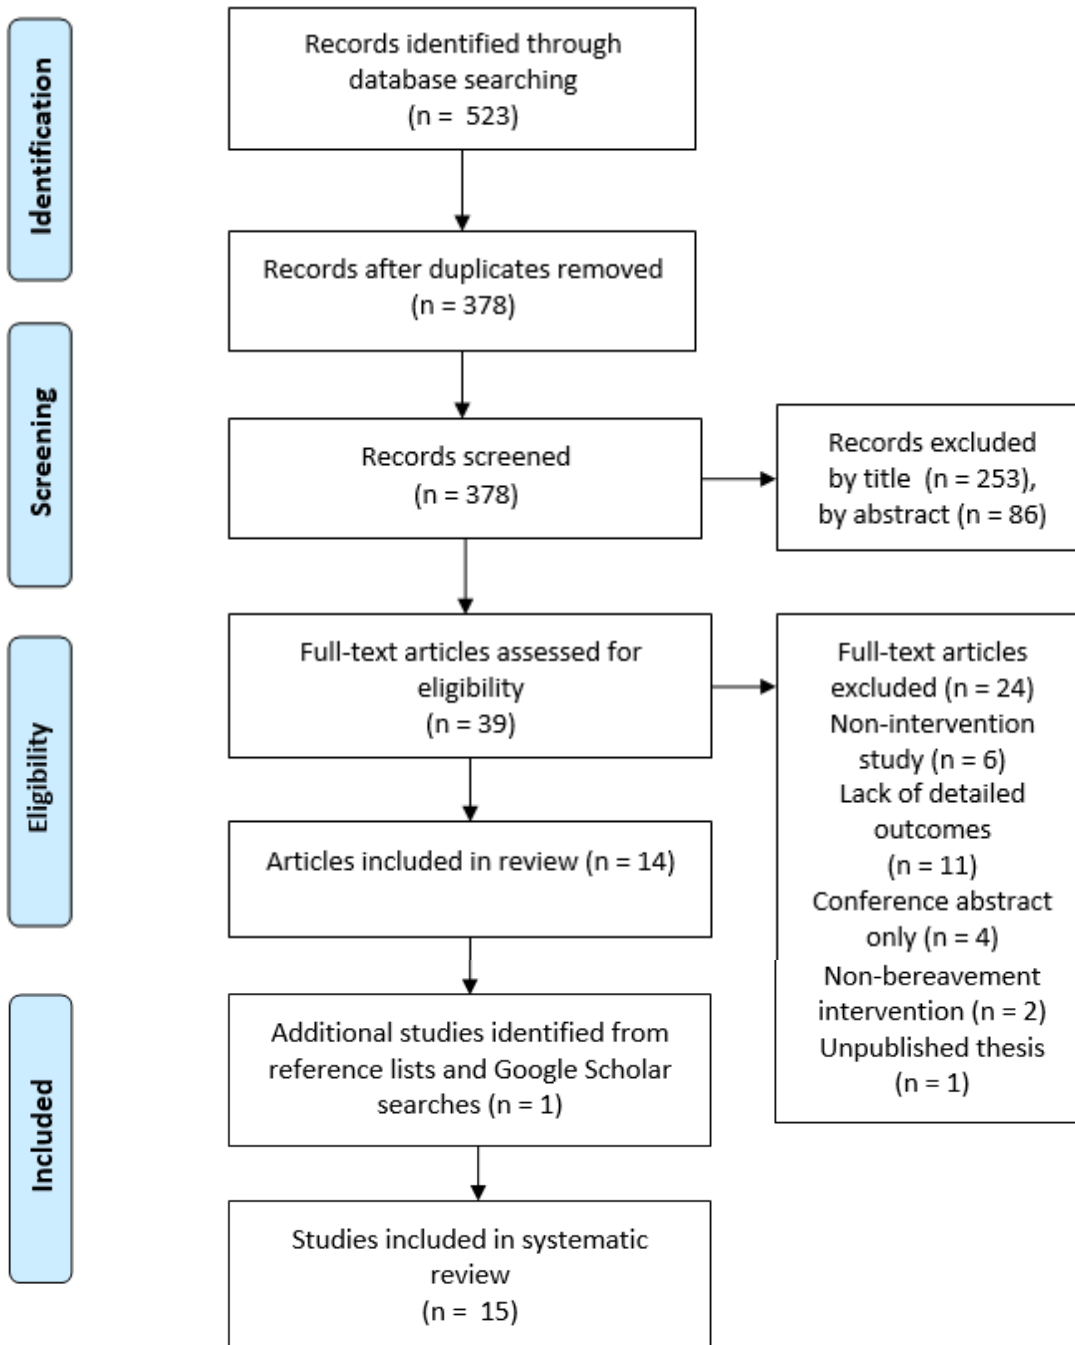 Identification
Records identified through
database searching
(n =  523)
Records after duplicates removed
(n = 378)
Screening
Records screened
(n = 378)
Records excluded
by title  (n = 253),
by abstract (n = 86)
Eligibility
Full-text articles assessed for
eligibility
(n = 39)
Full-text articles
excluded (n = 24)
Non-intervention
study (n = 6)
Lack of detailed
outcomes
(n = 11)
Conference abstract
only (n = 4)
Non-bereavement
intervention (n = 2)
Unpublished thesis
(n = 1)
Articles included in review (n = 14)
Included
Additional studies identified from
reference lists and Google Scholar
searches (n = 1)
Studies included in systematic
review
(n =  15)